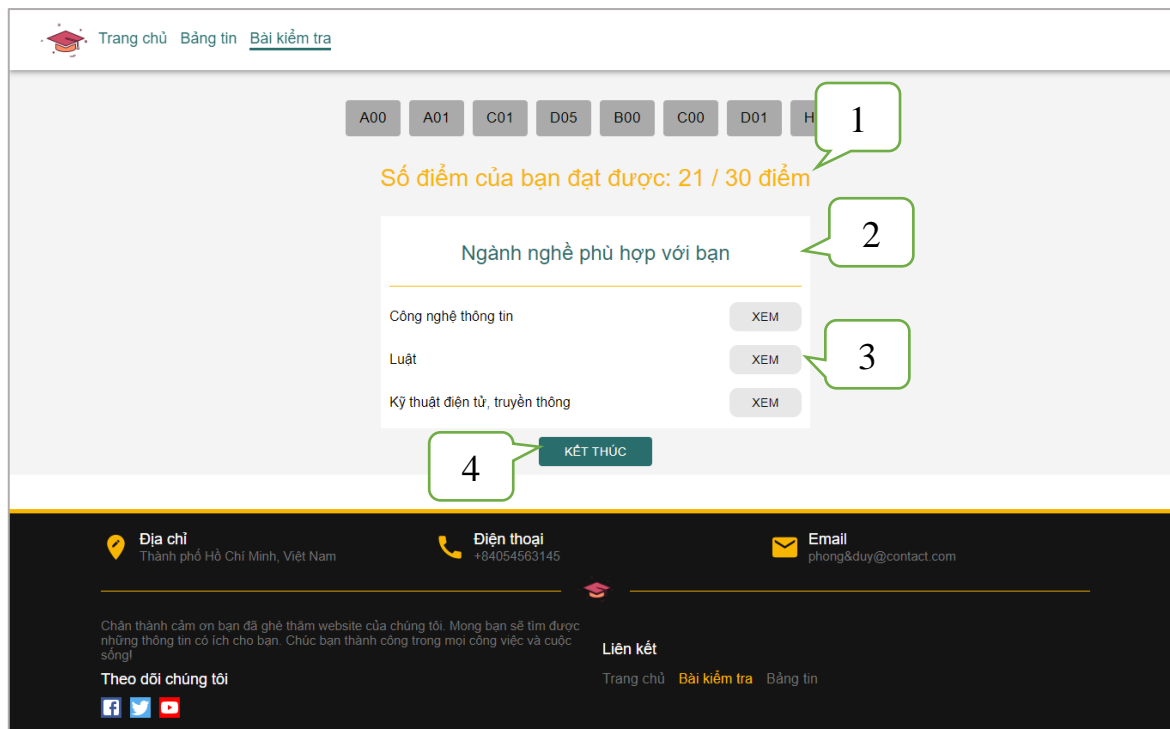 Trang chủ Bảng tin Bài kiểm tra
A00 A01 C01 D05 B00 C00 D01 H
1
Số điểm của bạn đạt được: 21 / 30 điểm
2
Ngành nghề phù hợp với bạn
Công nghệ thông tin XEM
Luật XEM
3
Kỹ thuật điện tử, truyền thông XEM
KẾT THÚC
4
Địa chỉ
Thành phố Hồ Chí Minh, Việt Nam
Điện thoại
+84054563145
Email
phong&duy@contact.com
Chân thành cảm ơn bạn đã ghé thăm website của chúng tôi. Mong bạn sẽ tìm được
những thông tin có ích cho bạn. Chúc bạn thành công trong mọi công việc và cuộc
sống!
Theo dõi chúng tôi
Liên kết
Trang chủ Bài kiểm tra Bảng tin